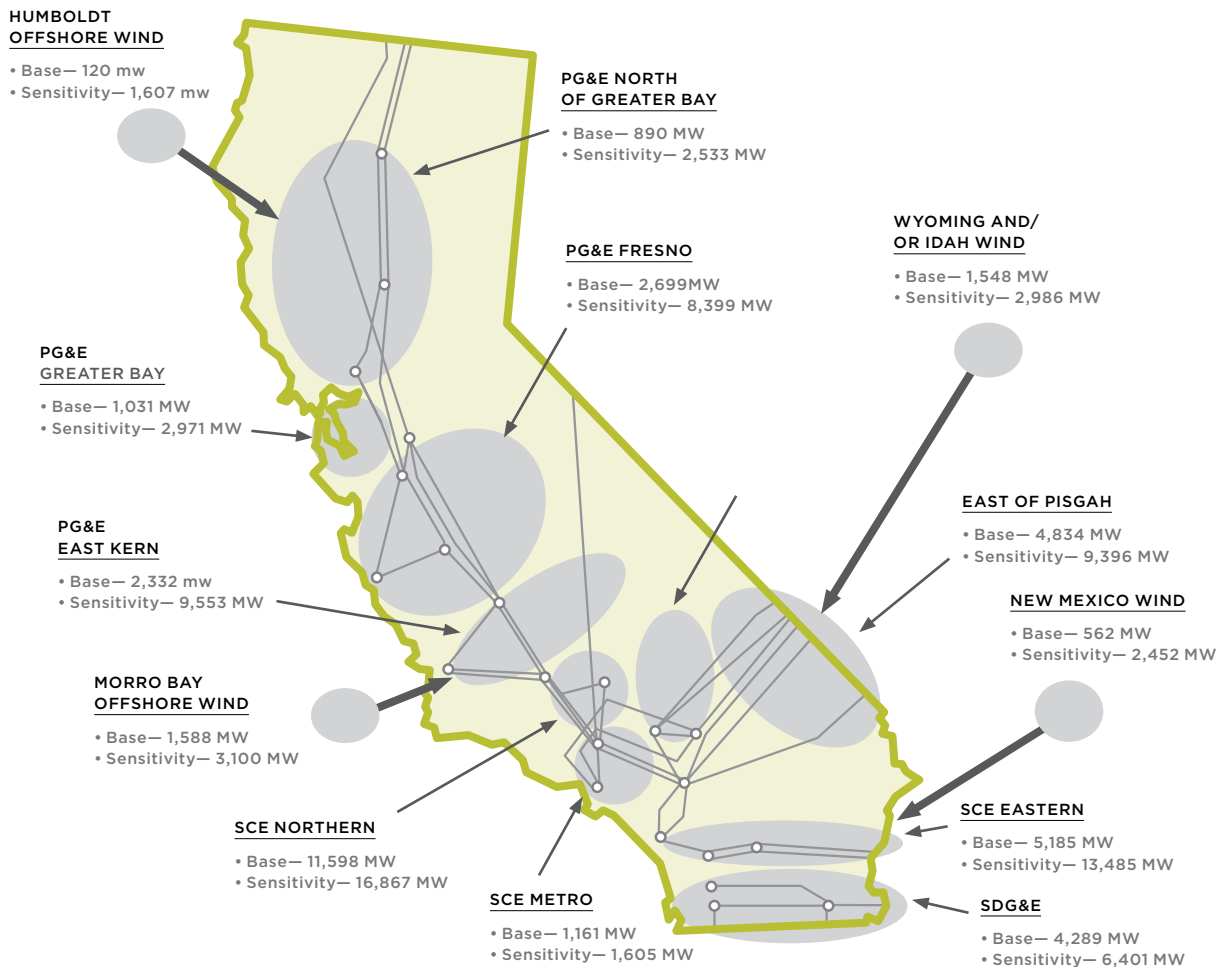 HUMBOLDT
OFFSHORE WIND
• Base— 120 mw
• Sensitivity— 1,607 mw
PG&E NORTH
OF GREATER BAY
• Base— 890 MW
• Sensitivity— 2,533 MW
WYOMING AND/
OR IDAH WIND
• Base— 1,548 MW
• Sensitivity— 2,986 MW
PG&E FRESNO
• Base— 2,699MW
• Sensitivity— 8,399 MW
PG&E
GREATER BAY
• Base— 1,031 MW
• Sensitivity— 2,971 MW
EAST OF PISGAH
• Base— 4,834 MW
• Sensitivity— 9,396 MW
PG&E
EAST KERN
• Base— 2,332 mw
• Sensitivity— 9,553 MW
NEW MEXICO WIND
• Base— 562 MW
• Sensitivity— 2,452 MW
MORRO BAY
OFFSHORE WIND
• Base— 1,588 MW
• Sensitivity— 3,100 MW
SCE EASTERN
• Base— 5,185 MW
• Sensitivity— 13,485 MW
SCE NORTHERN
• Base— 11,598 MW
• Sensitivity— 16,867 MW
SCE METRO
• Base— 1,161 MW
• Sensitivity— 1,605 MW
SDG&E
• Base— 4,289 MW
• Sensitivity— 6,401 MW